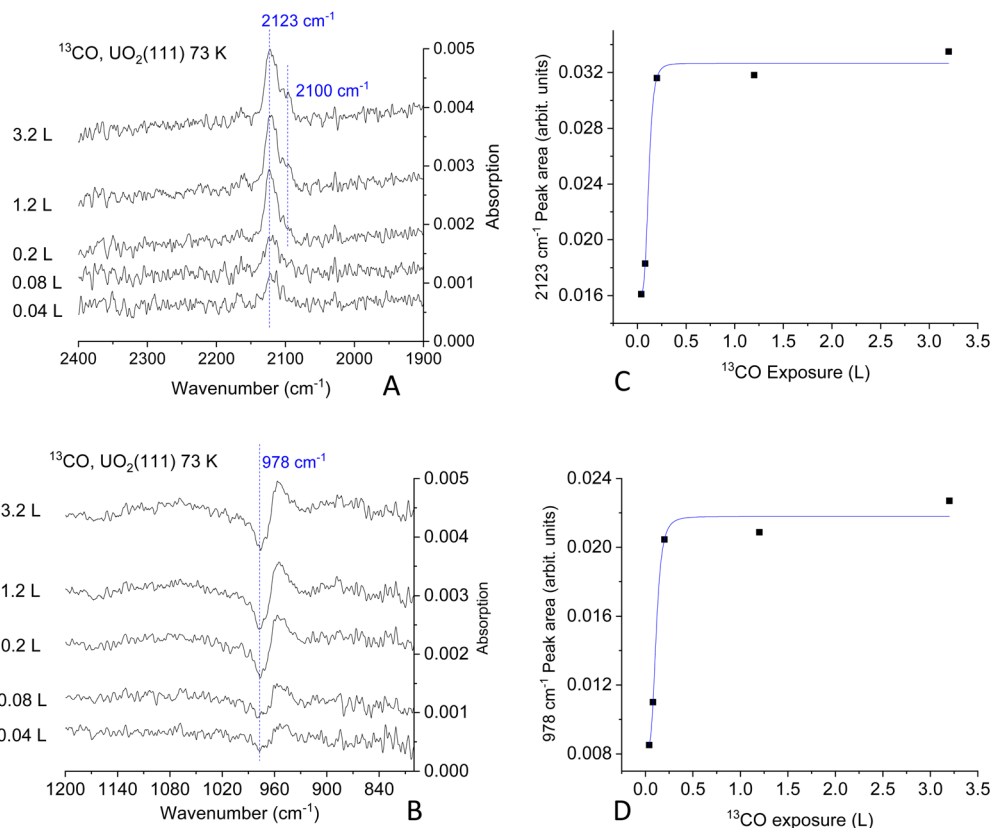 2123 cm⁻¹
¹³CO, UO₂(111) 73 K
2100 cm⁻¹
3.2 L
1.2 L
0.2 L
0.08 L
0.04 L
0.005
0.004
0.003
0.002
0.001
0.000
Absorption
2400 2300 2200 2100 2000 1900
Wavenumber (cm⁻¹)
A
2123 cm⁻¹ Peak area (arbit. units)
0.032
0.028
0.024
0.020
0.016
0.0 0.5 1.0 1.5 2.0 2.5 3.0 3.5
¹³CO Exposure (L)
C
¹³CO, UO₂(111) 73 K
978 cm⁻¹
3.2 L
1.2 L
0.2 L
0.08 L
0.04 L
0.005
0.004
0.003
0.002
0.001
0.000
Absorption
1200 1140 1080 1020 960 900 840
Wavenumber (cm⁻¹)
B
978 cm⁻¹ Peak area (arbit. units)
0.024
0.020
0.016
0.012
0.008
0.0 0.5 1.0 1.5 2.0 2.5 3.0 3.5
¹³CO exposure (L)
D